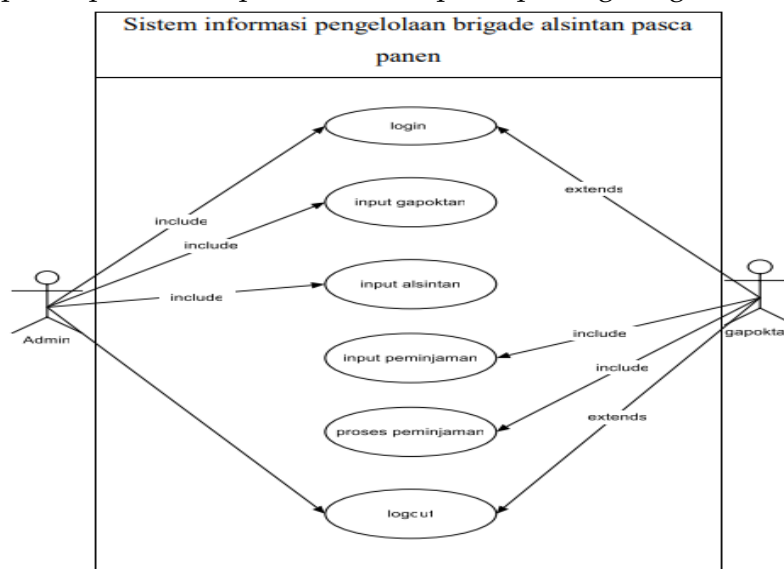 Sistem informasi pengelolaan brigade alsintan pasca
panen
login
extends
input gapoktan
include
include
input alsintan
include
Admin
include
gapokta
input peminjaman
include
proses peminjaman
extends
logout